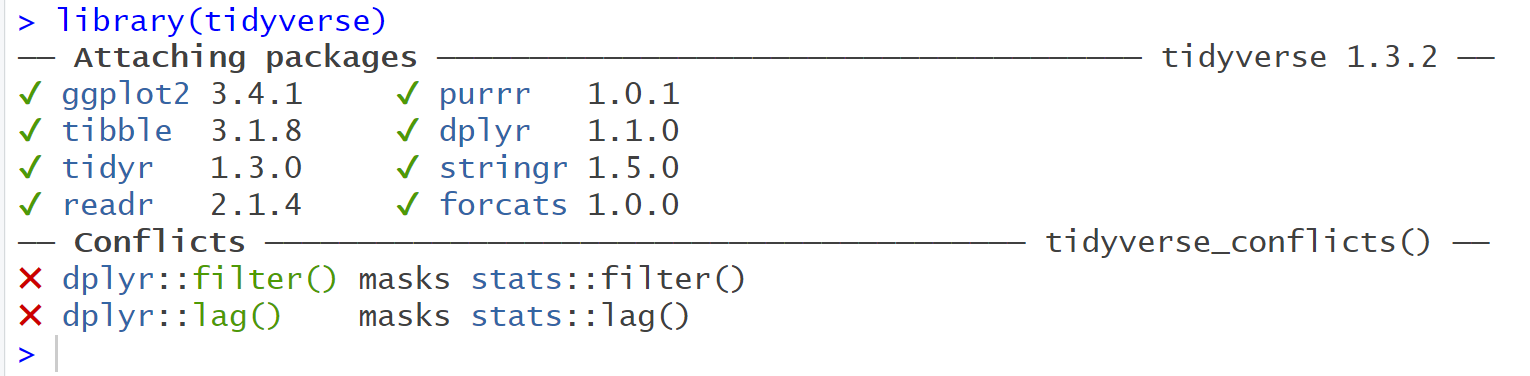 > library(tidyverse)
── Attaching packages ────────────────────────────────────── tidyverse 1.3.2 ──
✔ ggplot2 3.4.1     ✔ purrr   1.0.1
✔ tibble  3.1.8     ✔ dplyr   1.1.0
✔ tidyr   1.3.0     ✔ stringr 1.5.0
✔ readr   2.1.4     ✔ forcats 1.0.0
── Conflicts ───────────────────────────────────────── tidyverse_conflicts() ──
✖ dplyr::filter() masks stats::filter()
✖ dplyr::lag()    masks stats::lag()
>